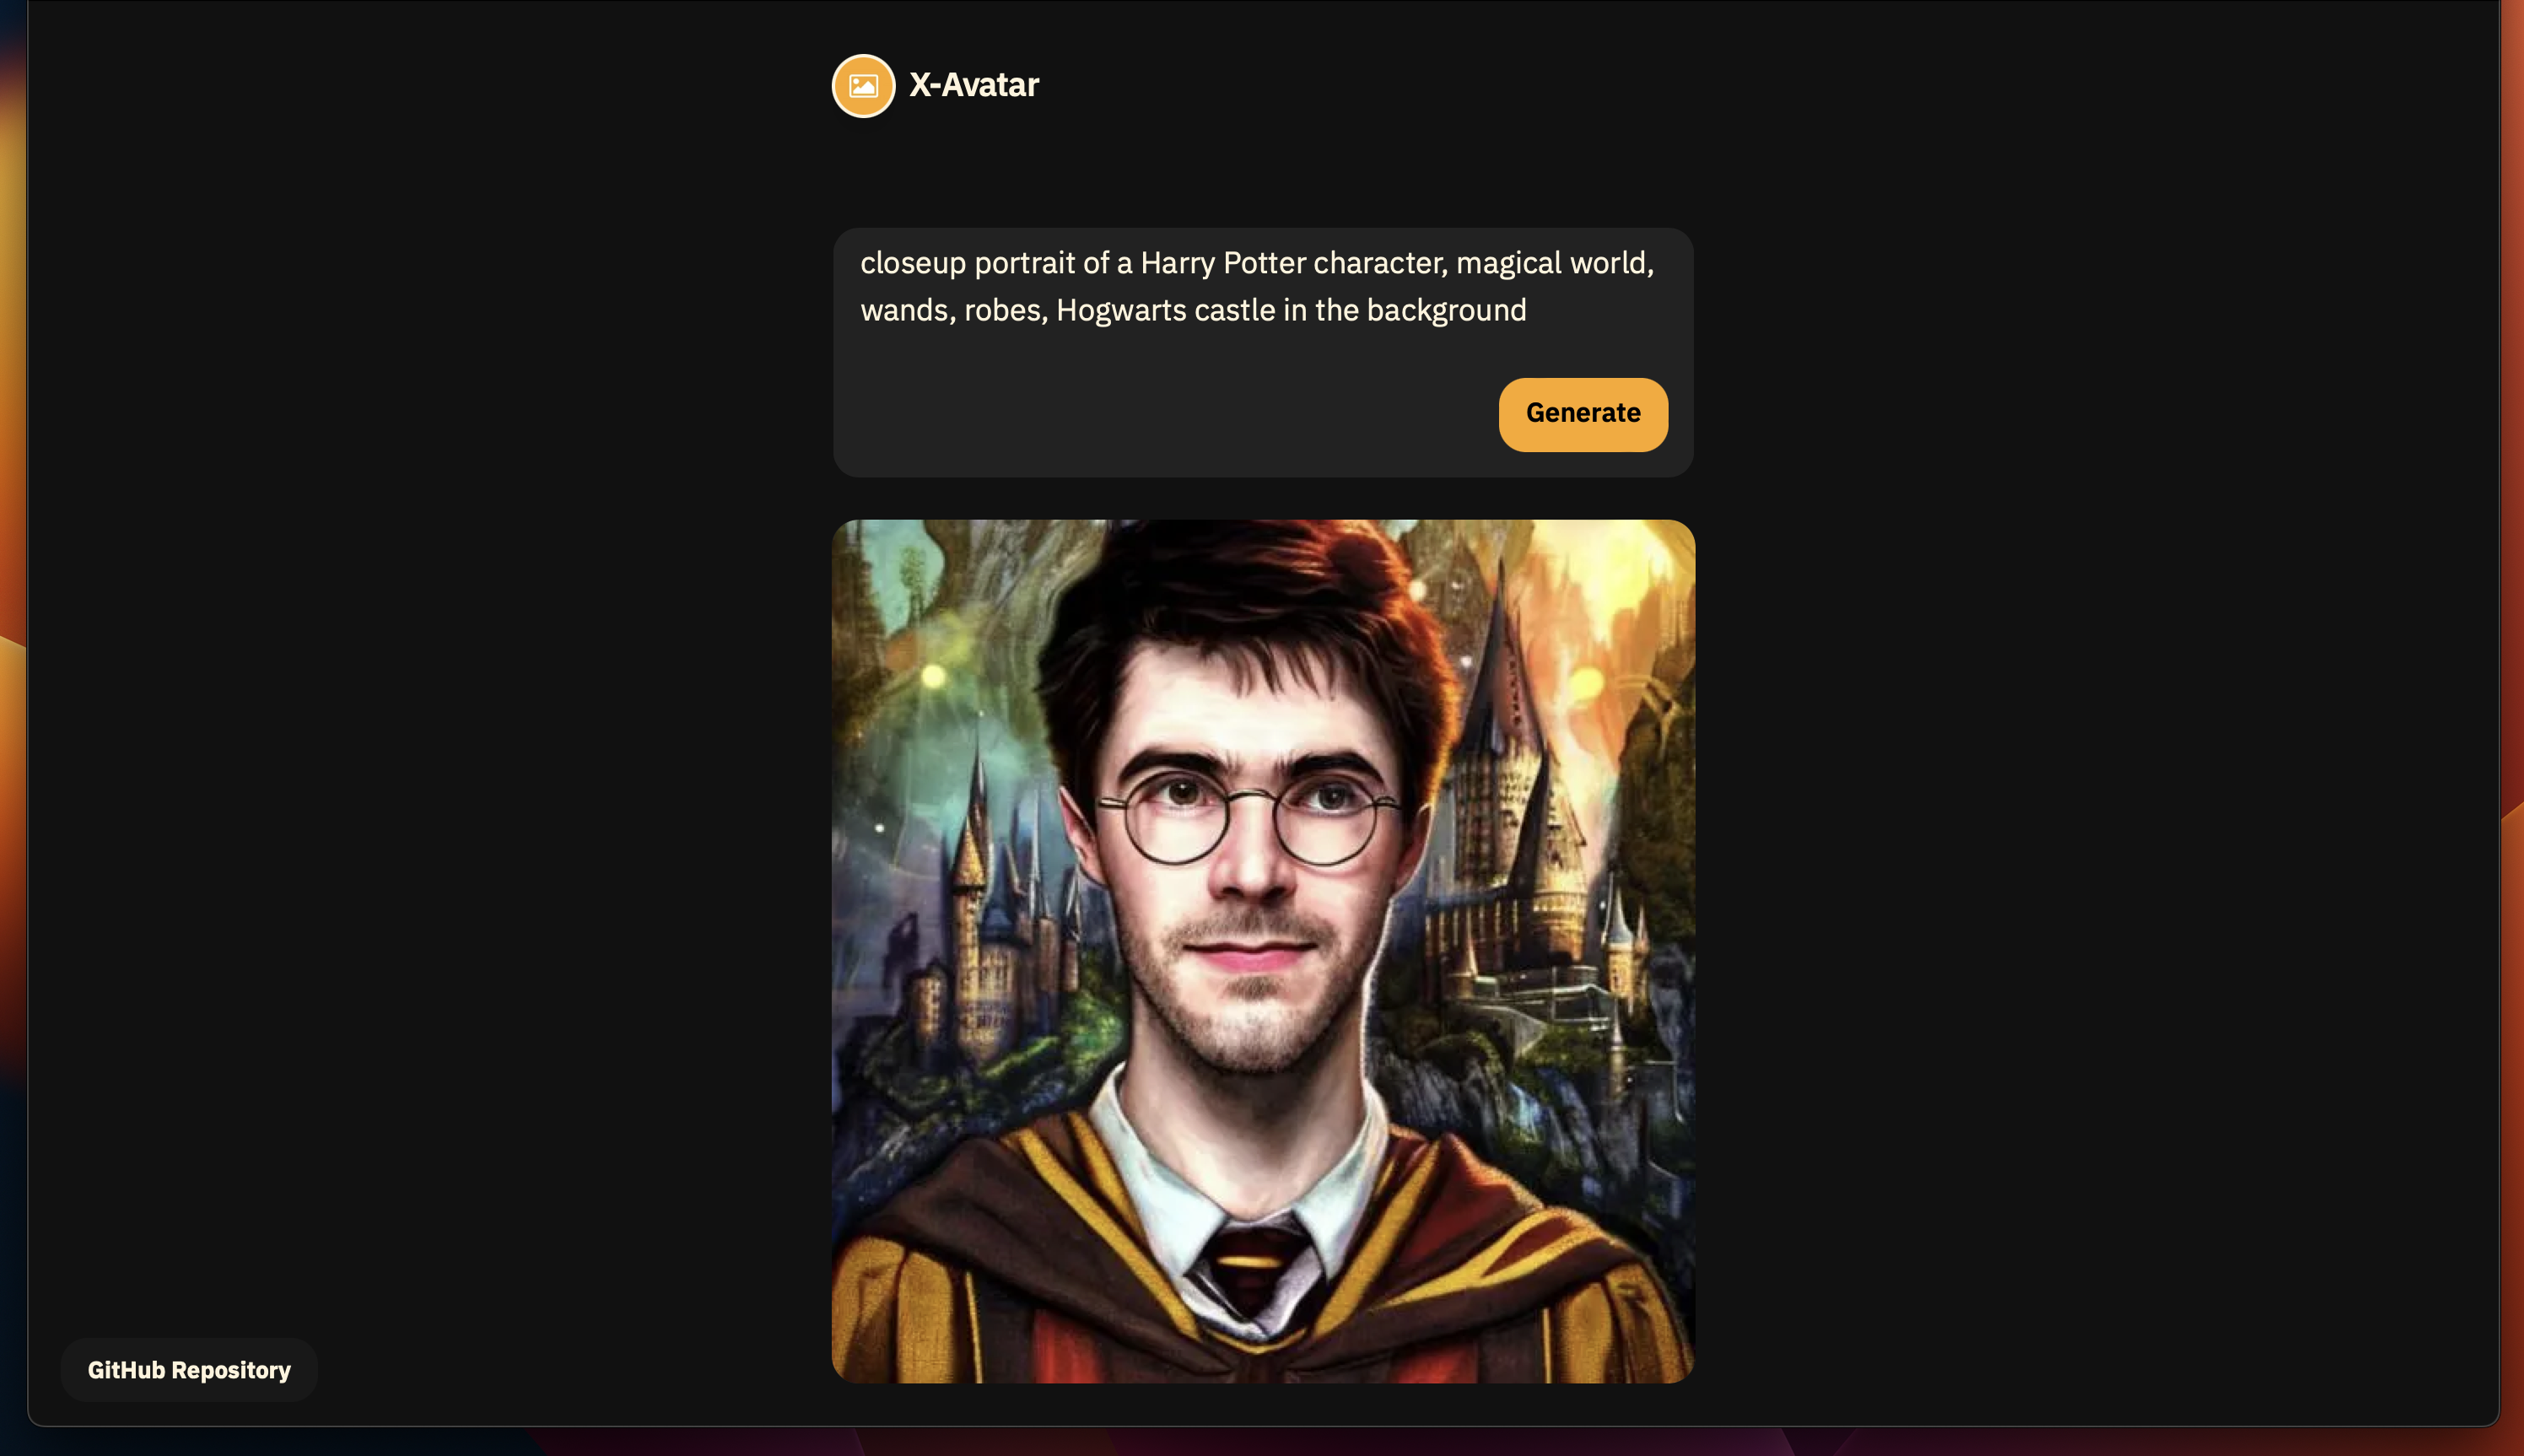 X-Avatar
closeup portrait of a Harry Potter character, magical world,
wands, robes, Hogwarts castle in the background
Generate
GitHub Repository